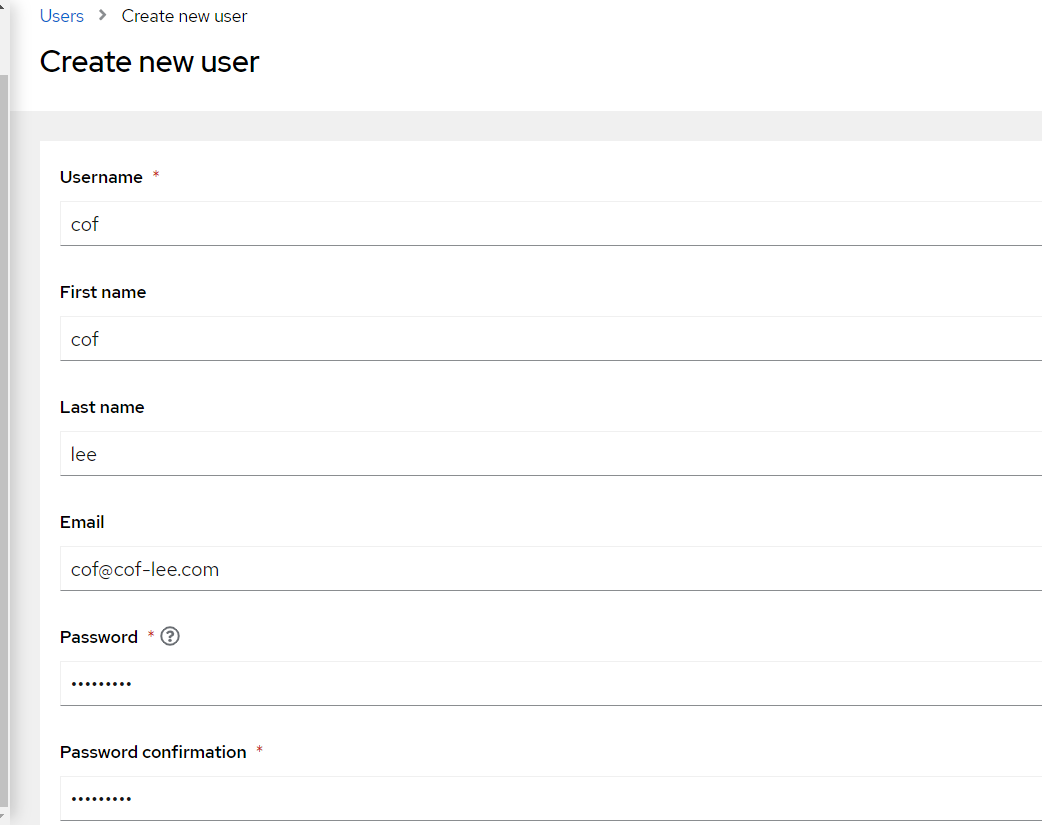 Users > Create new user
Create new user
Username *
cof
First name
cof
Last name
lee
Email
cof@cof-lee.com
Password * ?
•••••••••
Password confirmation *
•••••••••